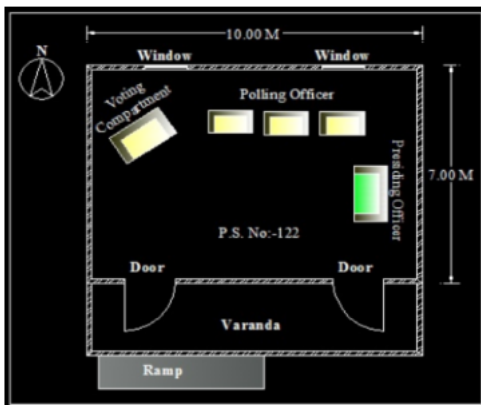 10.00 M
N
Window Window
Voting
Compartment
Polling Officer
Presiding Officer
7.00 M
P.S. No:-122
Door Door
Varanda
Ramp